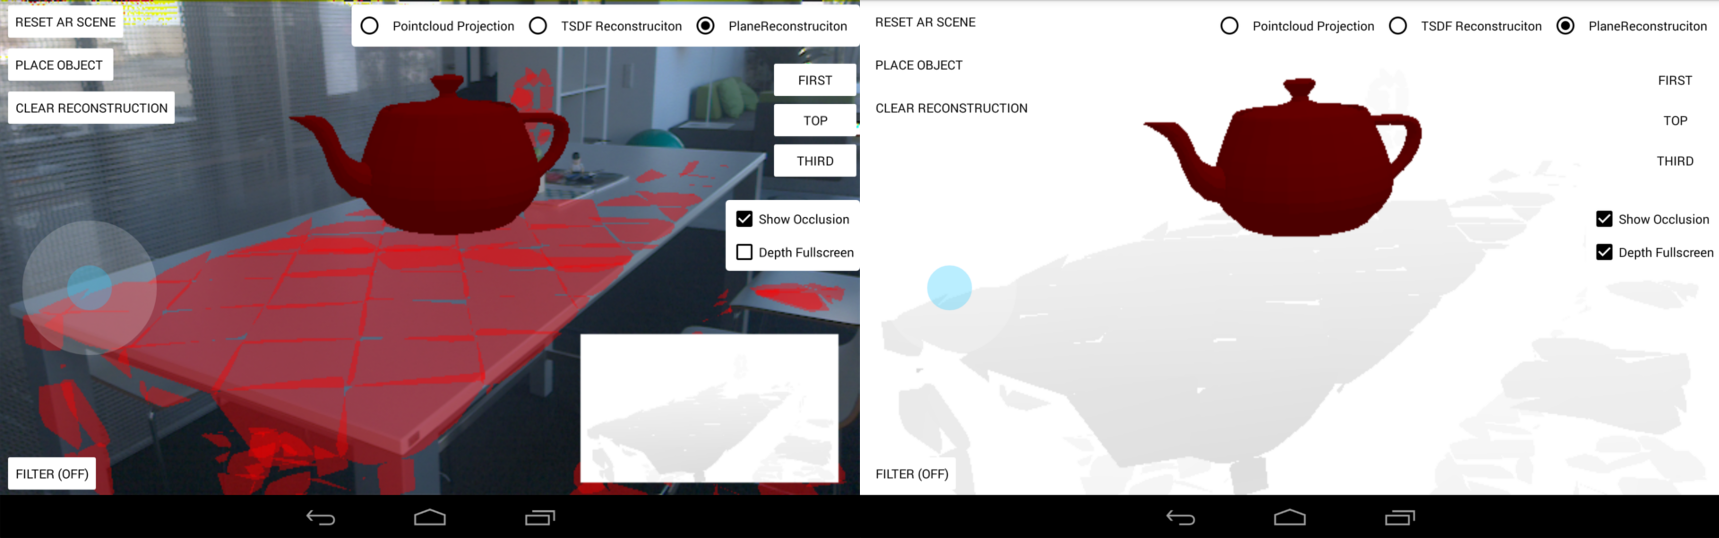 RESET AR SCENE
Pointcloud Projection TSDF Reconstruciton PlaneReconstruciton
PLACE OBJECT
FIRST
CLEAR RECONSTRUCTION
TOP
THIRD
Show Occlusion
Depth Fullscreen
FILTER (OFF)
RESET AR SCENE
Pointcloud Projection TSDF Reconstruciton PlaneReconstruciton
PLACE OBJECT
FIRST
CLEAR RECONSTRUCTION
TOP
THIRD
Show Occlusion
Depth Fullscreen
FILTER (OFF)